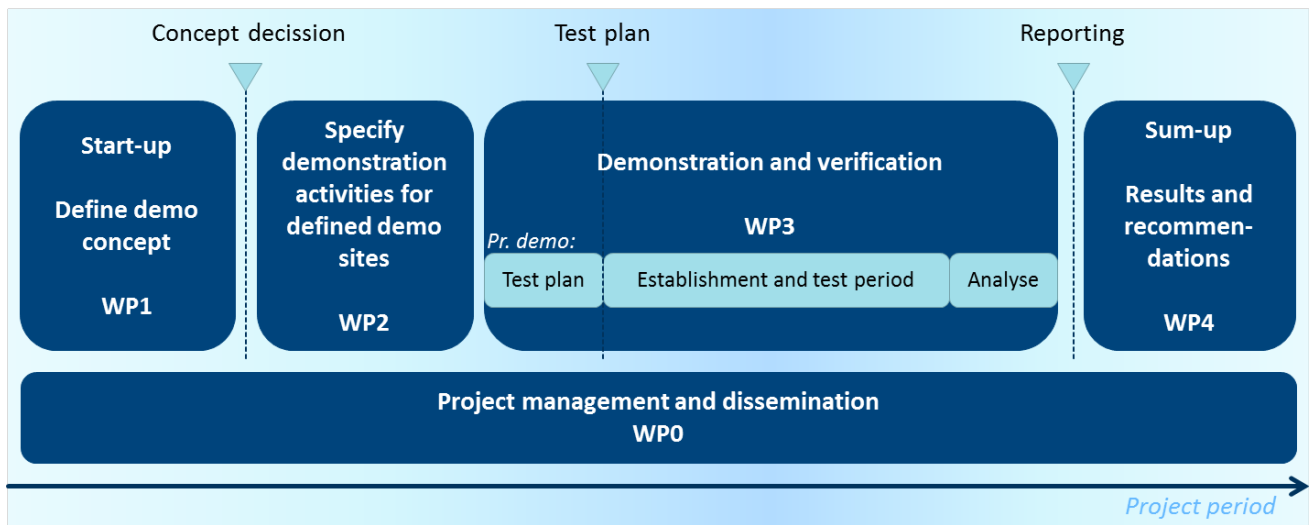 Concept decission
Test plan
Reporting
Start-up
Define demo
concept
WP1
Specify
demonstration
activities for
defined demo
sites
WP2
Demonstration and verification
WP3
Pr. demo:
Test plan
Establishment and test period
Analyse
Sum-up
Results and
recommen-
dations
WP4
Project management and dissemination
WP0
Project period